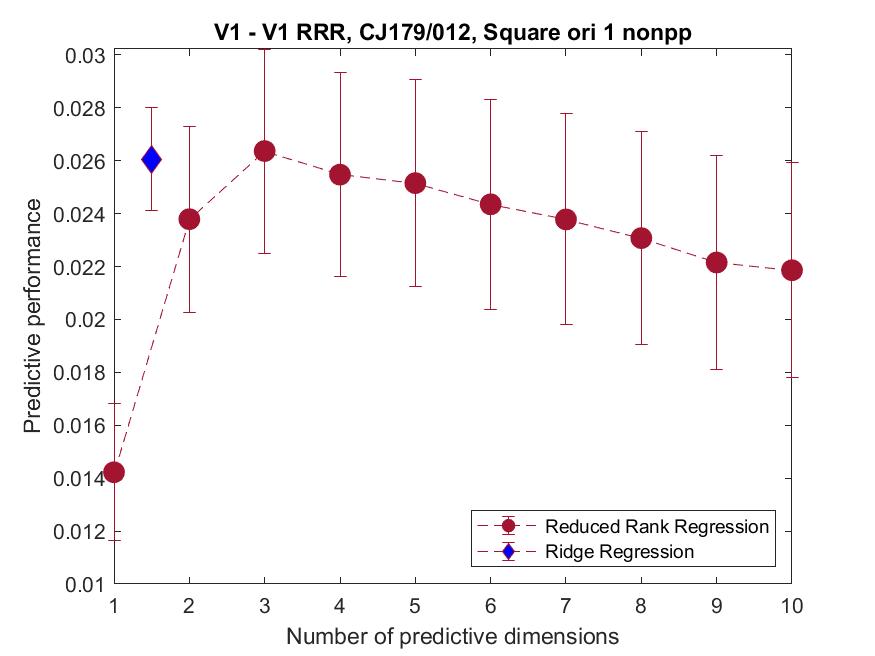 V1 - V1 RRR, CJ179/012, Square ori 1 nonpp
Predictive performance
0.03
0.028
0.026
0.024
0.022
0.02
0.018
0.016
0.014
0.012
0.01
1 2 3 4 5 6 7 8 9 10
Number of predictive dimensions
Reduced Rank Regression
Ridge Regression